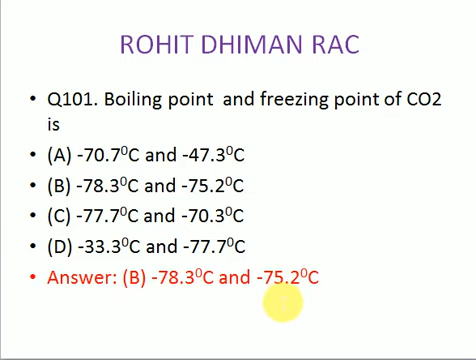 ROHIT DHIMAN RAC
• Q101. Boiling point and freezing point of CO2
is
• (A) -70.7⁰C and -47.3⁰C
• (B) -78.3⁰C and -75.2⁰C
• (C) -77.7⁰C and -70.3⁰C
• (D) -33.3⁰C and -77.7⁰C
• Answer: (B) -78.3⁰C and -75.2⁰C